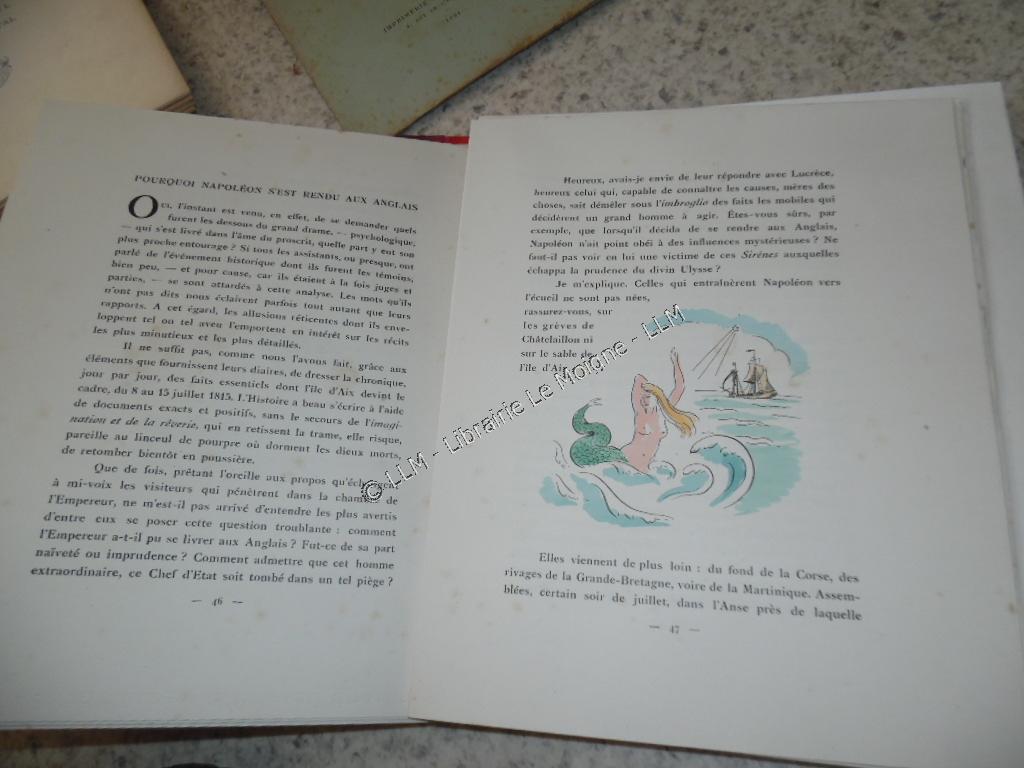 IMPRIMERIE
POURQUOI NAPOLÉON S'EST RENDU AUX ANGLAIS
OUI, l'instant est venu, en effet, de se demander quels
furent les dessous du grand drame, — psychologique,
— qui s'est livré dans l'âme du proscrit, quelle part y eut son
plus proche entourage ? Si tous les assistants, ou presque, ont
parlé de l'événement historique dont ils furent les témoins,
bien peu, — et pour cause, car ils étaient à la fois juges et
parties, — se sont attardés à cette analyse. Les mots qu'ils
n'ont pas dits nous éclairent parfois tout autant que leurs
rapports. A cet égard, les allusions réticentes dont ils enve-
loppent tel ou tel aveu l'emportent en intérêt sur les récits
les plus minutieux et les plus détaillés.
Il ne suffit pas, comme nous l'avons fait, grâce aux
éléments que fournissent leurs diaires, de dresser la chronique,
jour par jour, des faits essentiels dont l'île d'Aix devint le
cadre, du 8 au 15 juillet 1815. L'Histoire a beau s'écrire à l'aide
de documents exacts et positifs, sans le secours de l'imagi-
nation et de la rêverie, qui en retissent la trame, elle risque,
pareille au linceul de pourpre où dorment les dieux morts,
de retomber bientôt en poussière.
Que de fois, prêtant l'oreille aux propos qu'échangent
à mi-voix les visiteurs qui pénètrent dans la chambre de
l'Empereur, ne m'est-il pas arrivé d'entendre les plus avertis
d'entre eux se poser cette question troublante : comment
l'Empereur a-t-il pu se livrer aux Anglais ? Fut-ce de sa part
naïveté ou imprudence ? Comment admettre que cet homme
extraordinaire, ce Chef d'Etat soit tombé dans un tel piège ?
— 46 —
Heureux, avais-je envie de leur répondre avec Lucrèce,
heureux celui qui, capable de connaître les causes, mères des
choses, sait démêler sous l'imbroglio des faits les mobiles qui
décidèrent un grand homme à agir. Êtes-vous sûrs, par
exemple, que lorsqu'il décida de se rendre aux Anglais,
Napoléon n'ait point obéi à des influences mystérieuses ? Ne
faut-il pas voir en lui une victime de ces Sirènes auxquelles
échappa la prudence du divin Ulysse ?
Je m'explique. Celles qui entraînèrent Napoléon vers
l'écueil ne sont pas nées,
rassurez-vous, sur
les grèves de
Châtelaillon ni
sur le sable de
l'île d'Aix.
Elles viennent de plus loin : du fond de la Corse, des
rivages de la Grande-Bretagne, voire de la Martinique. Assem-
blées, certain soir de juillet, dans l'Anse près de laquelle
— 47 —
© LLM - Librairie Le Moigne - LLM